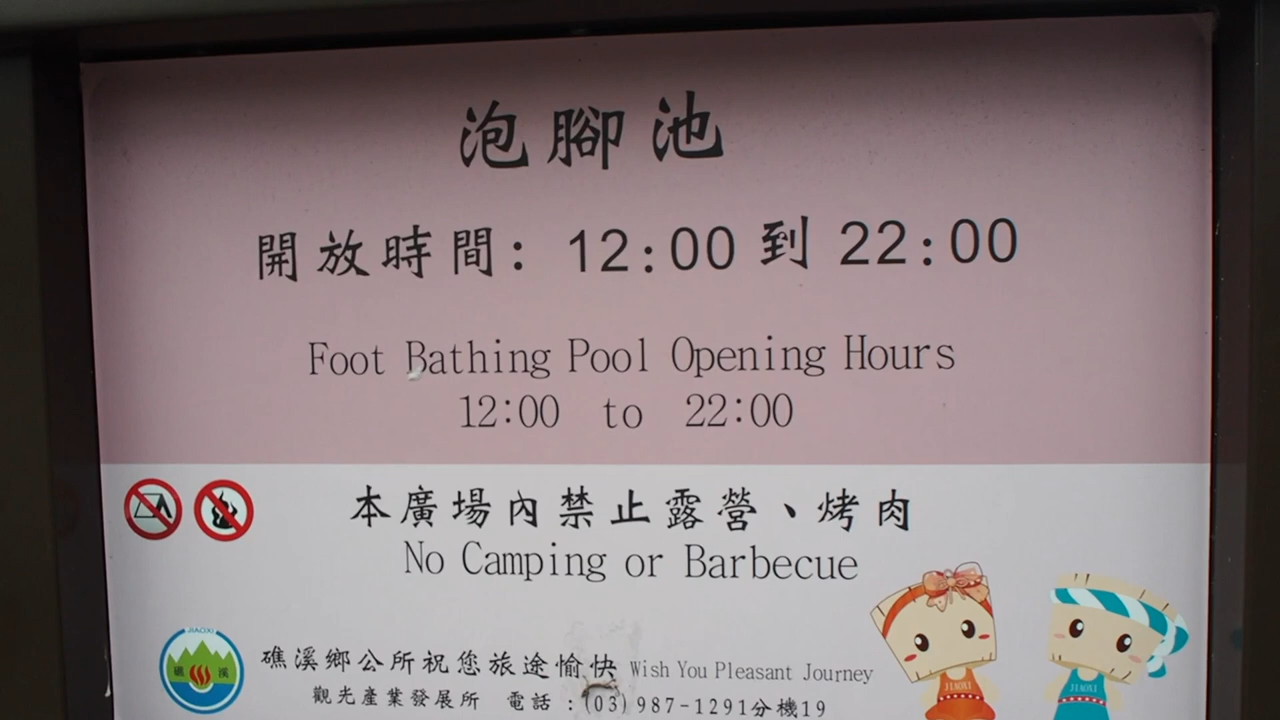 泡腳池
開放時間: 12:00 到 22:00
Foot Bathing Pool Opening Hours
12:00 to 22:00
本廣場內禁止露營、烤肉
No Camping or Barbecue
JIAOXI
礁 溪
礁溪鄉公所祝您旅途愉快 Wish You Pleasant Journey
觀光產業發展所 電話:(03)987-1291分機19
JIAOXI
JIAOXI